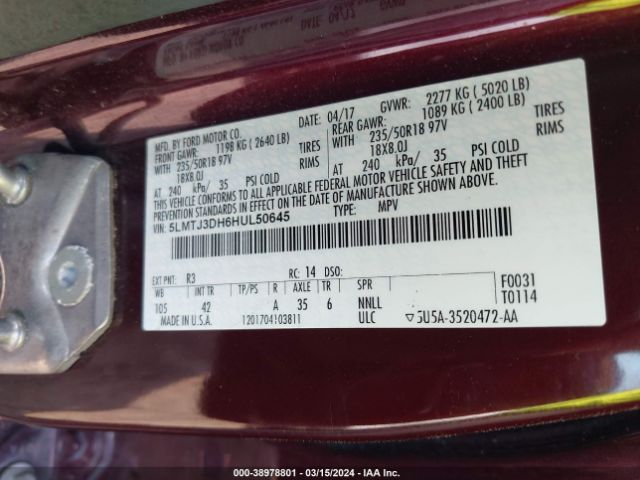 MFD. BY FORD MOTOR CO.
FRONT GAWR: 1198 KG ( 2640 LB)
WITH 235/50R18 97V TIRES
18X8.0J RIMS
AT 240 kPa/ 35 PSI COLD
DATE: 04/17 GVWR: 2277 KG ( 5020 LB)
REAR GAWR: 1089 KG ( 2400 LB)
WITH 235/50R18 97V TIRES
18X8.0J RIMS
AT 240 kPa/ 35 PSI COLD
THIS VEHICLE CONFORMS TO ALL APPLICABLE FEDERAL MOTOR VEHICLE SAFETY AND THEFT
PREVENTION STANDARDS IN EFFECT ON THE DATE OF MANUFACTURE SHOWN ABOVE.
VIN: 5LMTJ3DH6HUL50645
TYPE: MPV
EXT PNT: R3 RC: 14 DSO:
WB TP/PS R AXLE TR SPR
105 42 A 35 6 NNLL
F0031
T0114
MADE IN U.S.A. 1201704103811 ULC ▽5U5A-3520472-AA
000-38978801 - 03/15/2024 - IAA Inc.